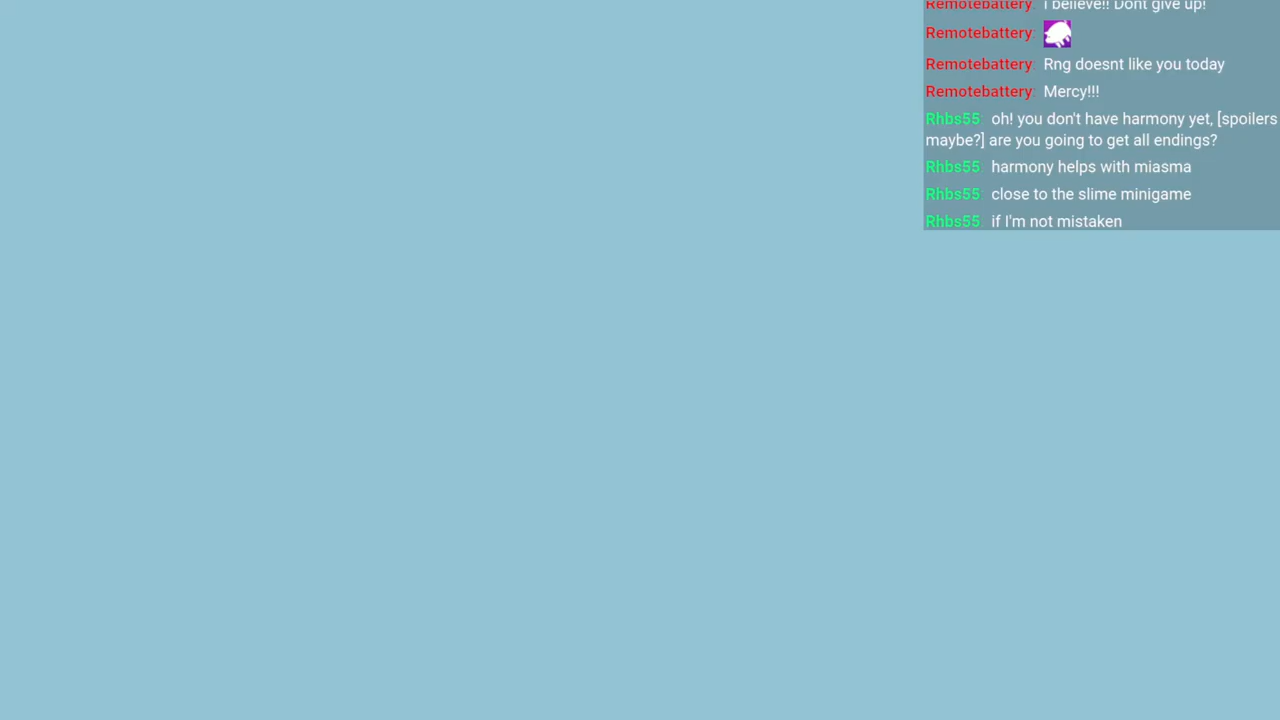 Remotebattery: i believe!! Dont give up!
Remotebattery:
Remotebattery: Rng doesnt like you today
Remotebattery: Mercy!!!
Rhbs55: oh! you don't have harmony yet, [spoilers
maybe?] are you going to get all endings?
Rhbs55: harmony helps with miasma
Rhbs55: close to the slime minigame
Rhbs55: if I'm not mistaken